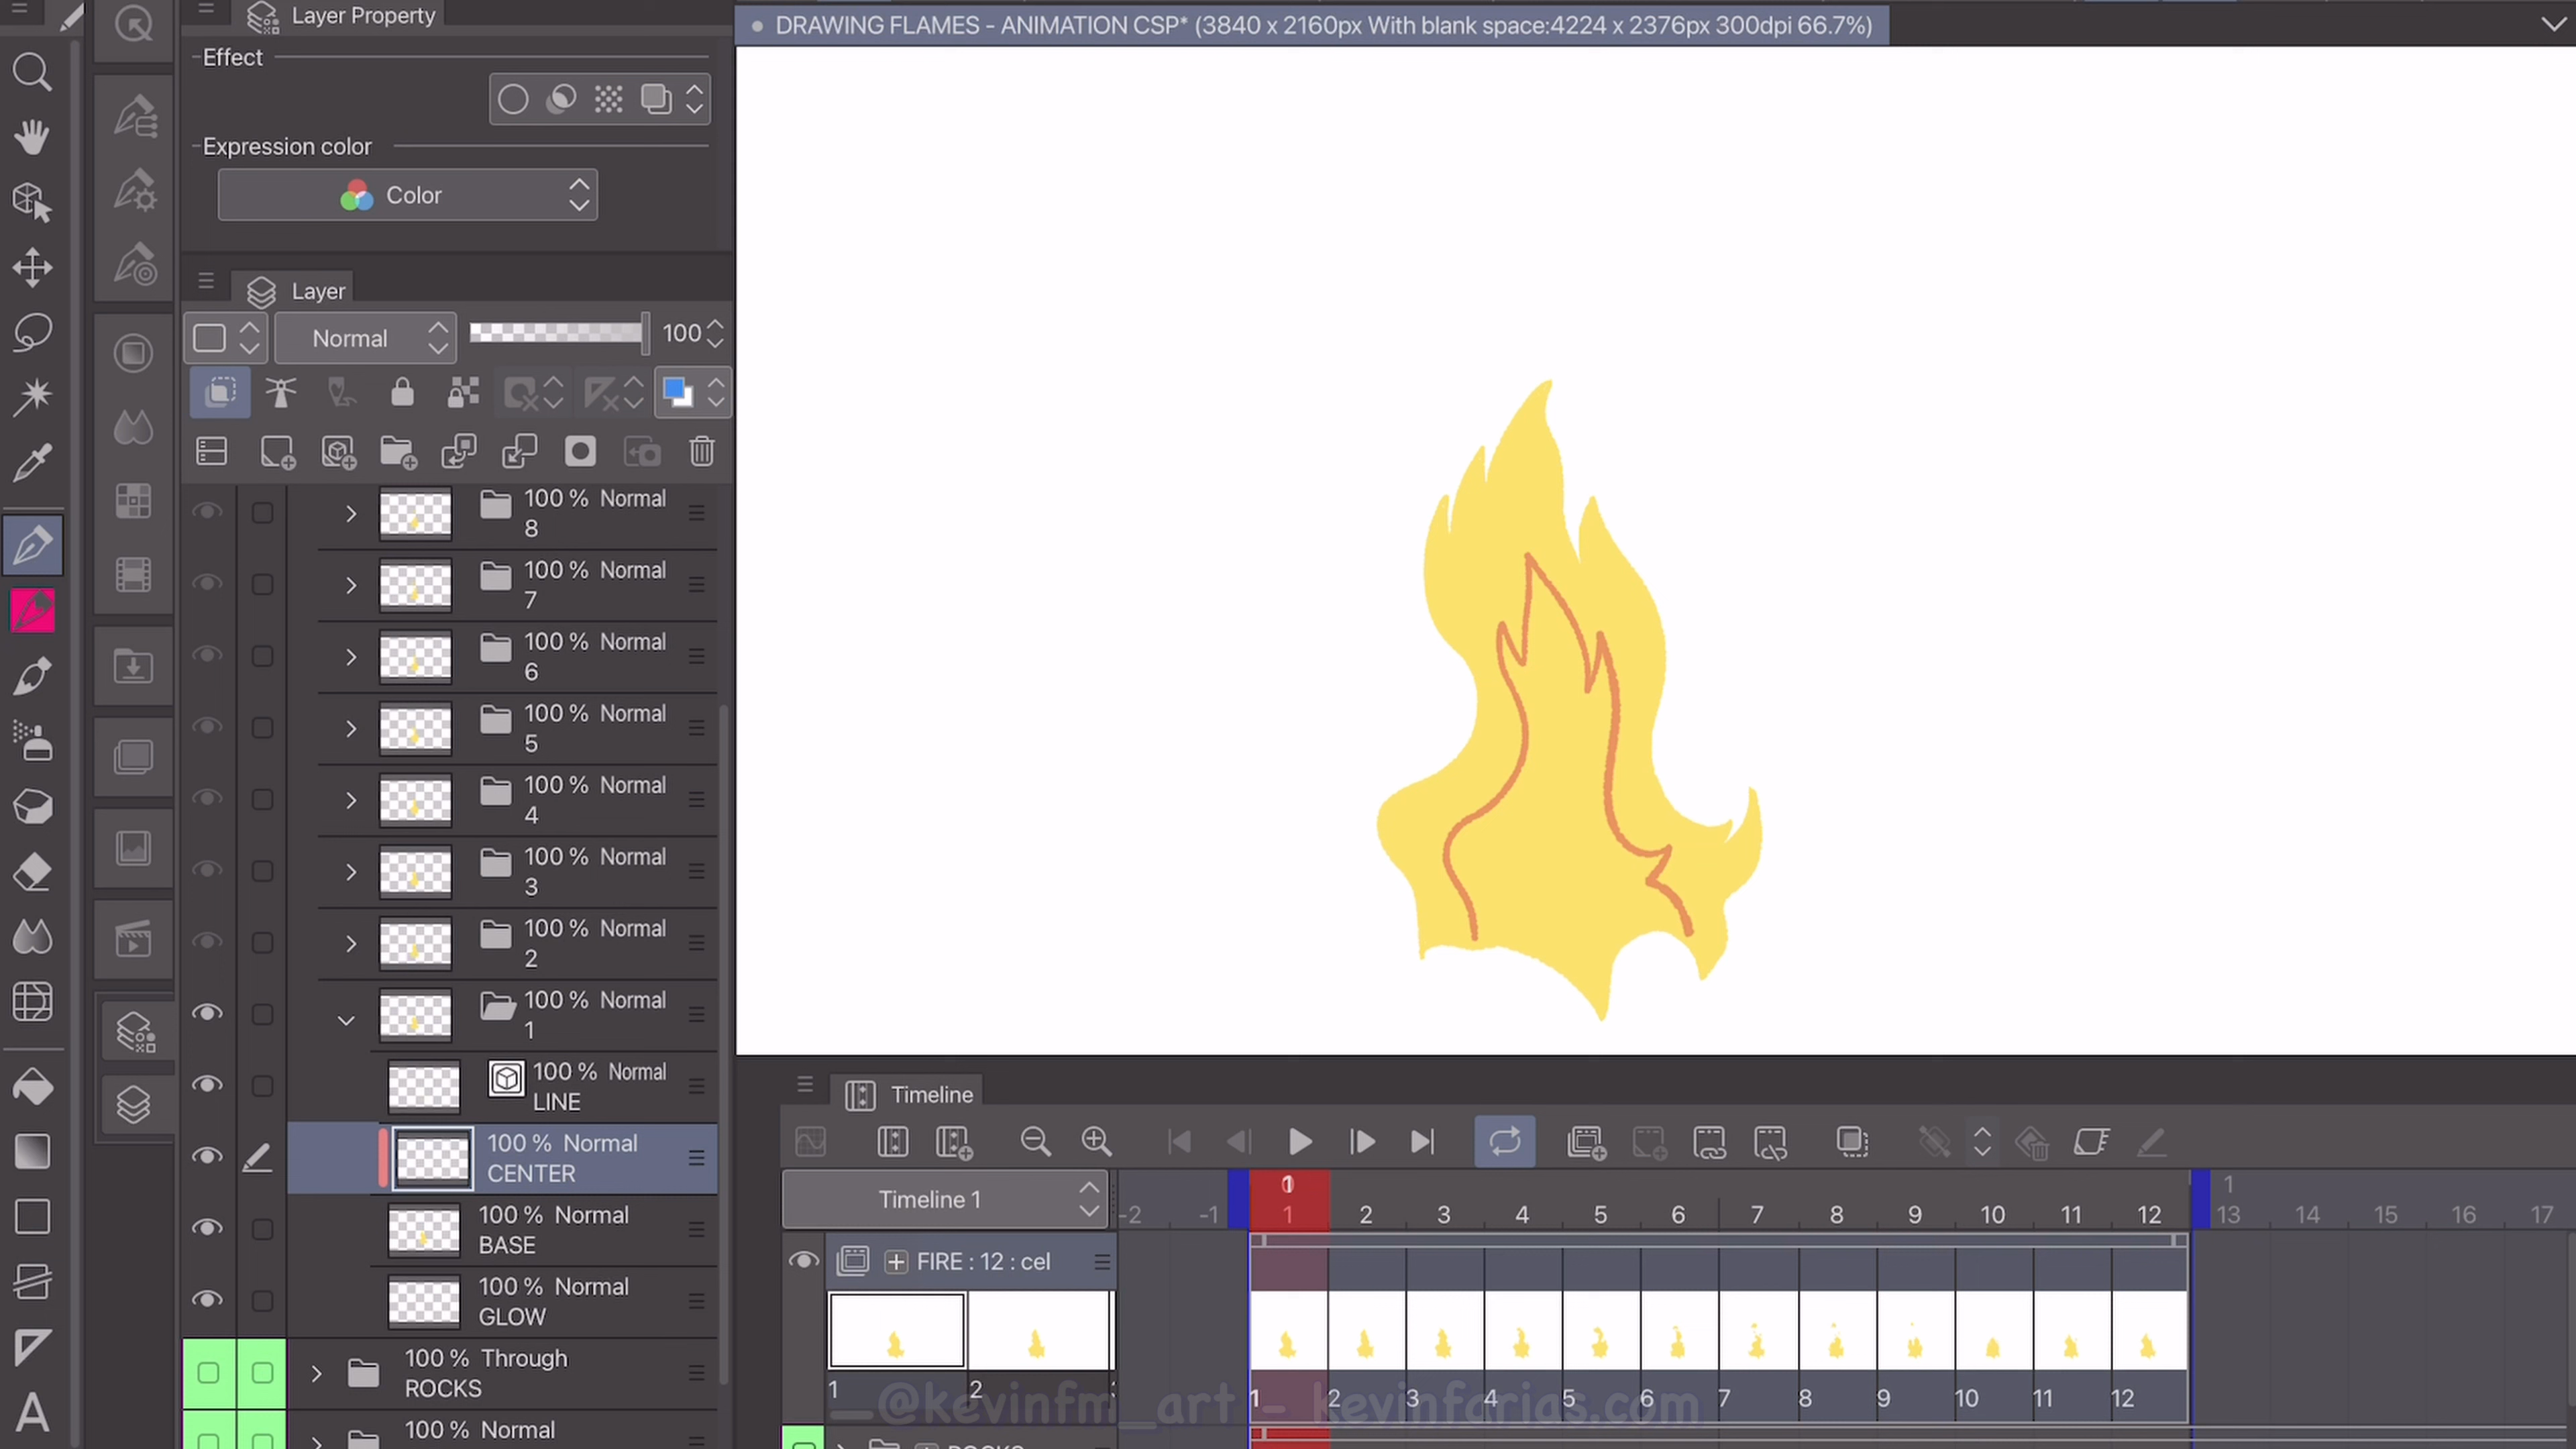 Layer Property
DRAWING FLAMES - ANIMATION CSP* (3840 x 2160px With blank space:4224 x 2376px 300dpi 66.7%)
Effect
Expression color
Color
Layer
Normal
100
100 % Normal
8
100 % Normal
7
100 % Normal
6
100 % Normal
5
100 % Normal
4
100 % Normal
3
100 % Normal
2
100 % Normal
1
100 % Normal
LINE
100 % Normal
CENTER
100 % Normal
BASE
100 % Normal
GLOW
100 % Through
ROCKS
100 % Normal
A
Timeline
Timeline 1
1
-2 -1 1 2 3 4 5 6 7 8 9 10 11 12 13 14 15 16 17
FIRE : 12 : cel
1 2
1 2 3 4 5 6 7 8 9 10 11 12
@kevinfm_art - kevinfarias.com
ROCKS